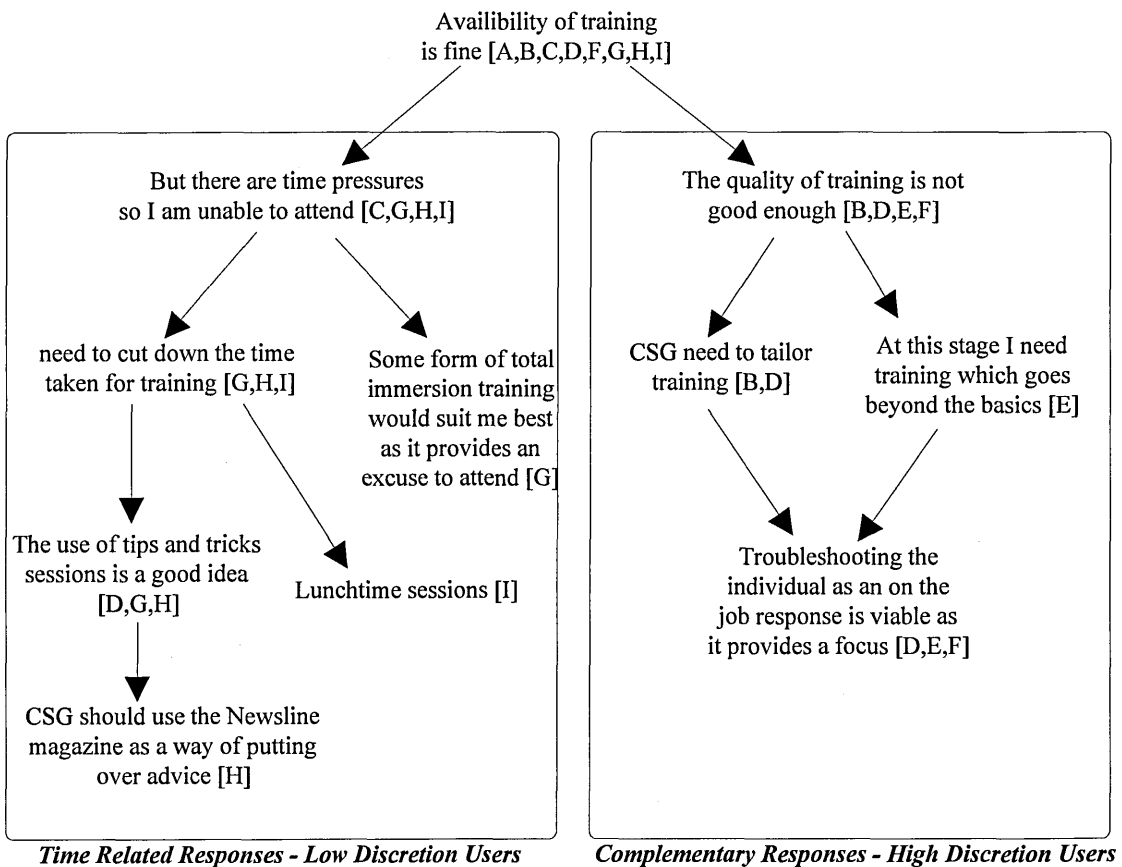 Availibility of training
is fine [A,B,C,D,F,G,H,I]
But there are time pressures
so I am unable to attend [C,G,H,I]
The quality of training is not
good enough [B,D,E,F]
need to cut down the time
taken for training [G,H,I]
Some form of total
immersion training
would suit me best
as it provides an
excuse to attend [G]
CSG need to tailor
training [B,D]
At this stage I need
training which goes
beyond the basics [E]
The use of tips and tricks
sessions is a good idea
[D,G,H]
Lunchtime sessions [I]
Troubleshooting the
individual as an on the
job response is viable as
it provides a focus [D,E,F]
CSG should use the Newsline
magazine as a way of putting
over advice [H]
Time Related Responses - Low Discretion Users
Complementary Responses - High Discretion Users